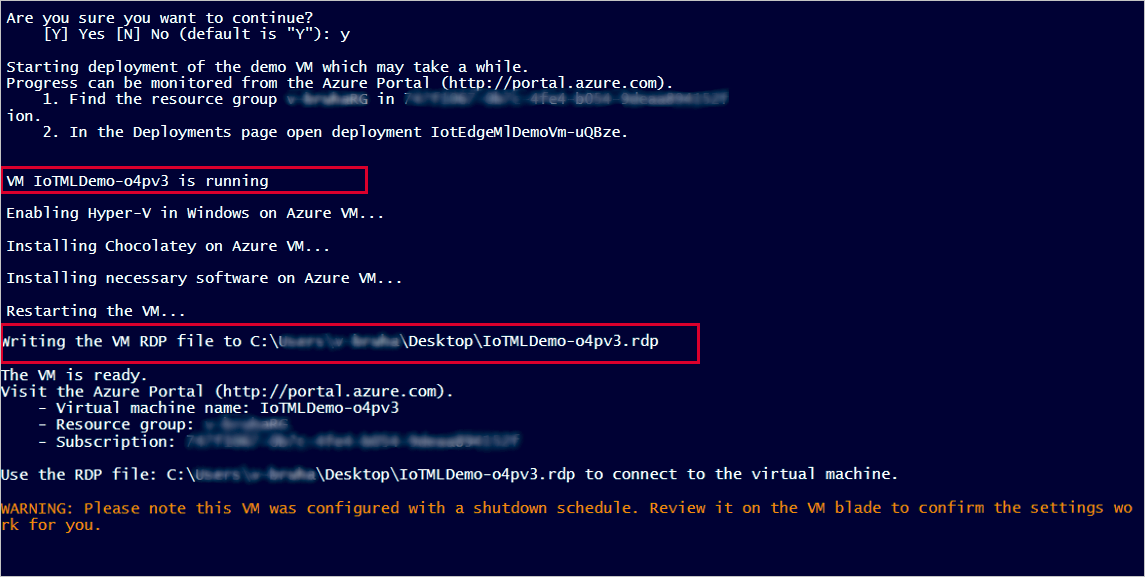 Are you sure you want to continue?
[Y] Yes [N] No (default is "Y"): y
Starting deployment of the demo VM which may take a while.
Progress can be monitored from the Azure Portal (http://portal.azure.com).
1. Find the resource group in
ion.
2. In the Deployments page open deployment IotEdgeMlDemoVm-uQBze.
VM IoTMLDemo-o4pv3 is running
Enabling Hyper-V in Windows on Azure VM...
Installing Chocolatey on Azure VM...
Installing necessary software on Azure VM...
Restarting the VM...
Writing the VM RDP file to C:\ \Desktop\IoTMLDemo-o4pv3.rdp
The VM is ready.
Visit the Azure Portal (http://portal.azure.com).
- Virtual machine name: IoTMLDemo-o4pv3
- Resource group:
- Subscription:
Use the RDP file: C:\ \Desktop\IoTMLDemo-o4pv3.rdp to connect to the virtual machine.
WARNING: Please note this VM was configured with a shutdown schedule. Review it on the VM blade to confirm the settings wo
rk for you.